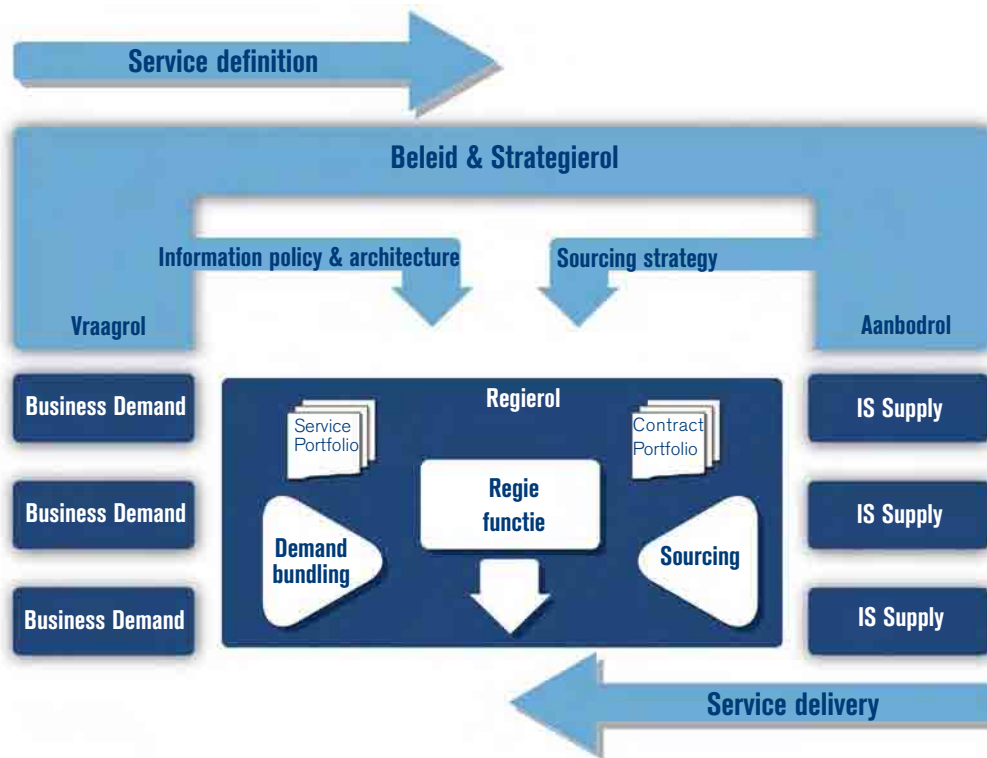 Service definition
Beleid & Strategierol
Information policy & architecture
Sourcing strategy
Vraagrol
Aanbodrol
Business Demand
Regierol
IS Supply
Service
Portfolio
Contract
Portfolio
Business Demand
Regie
functie
IS Supply
Demand
bundling
Sourcing
Business Demand
IS Supply
Service delivery